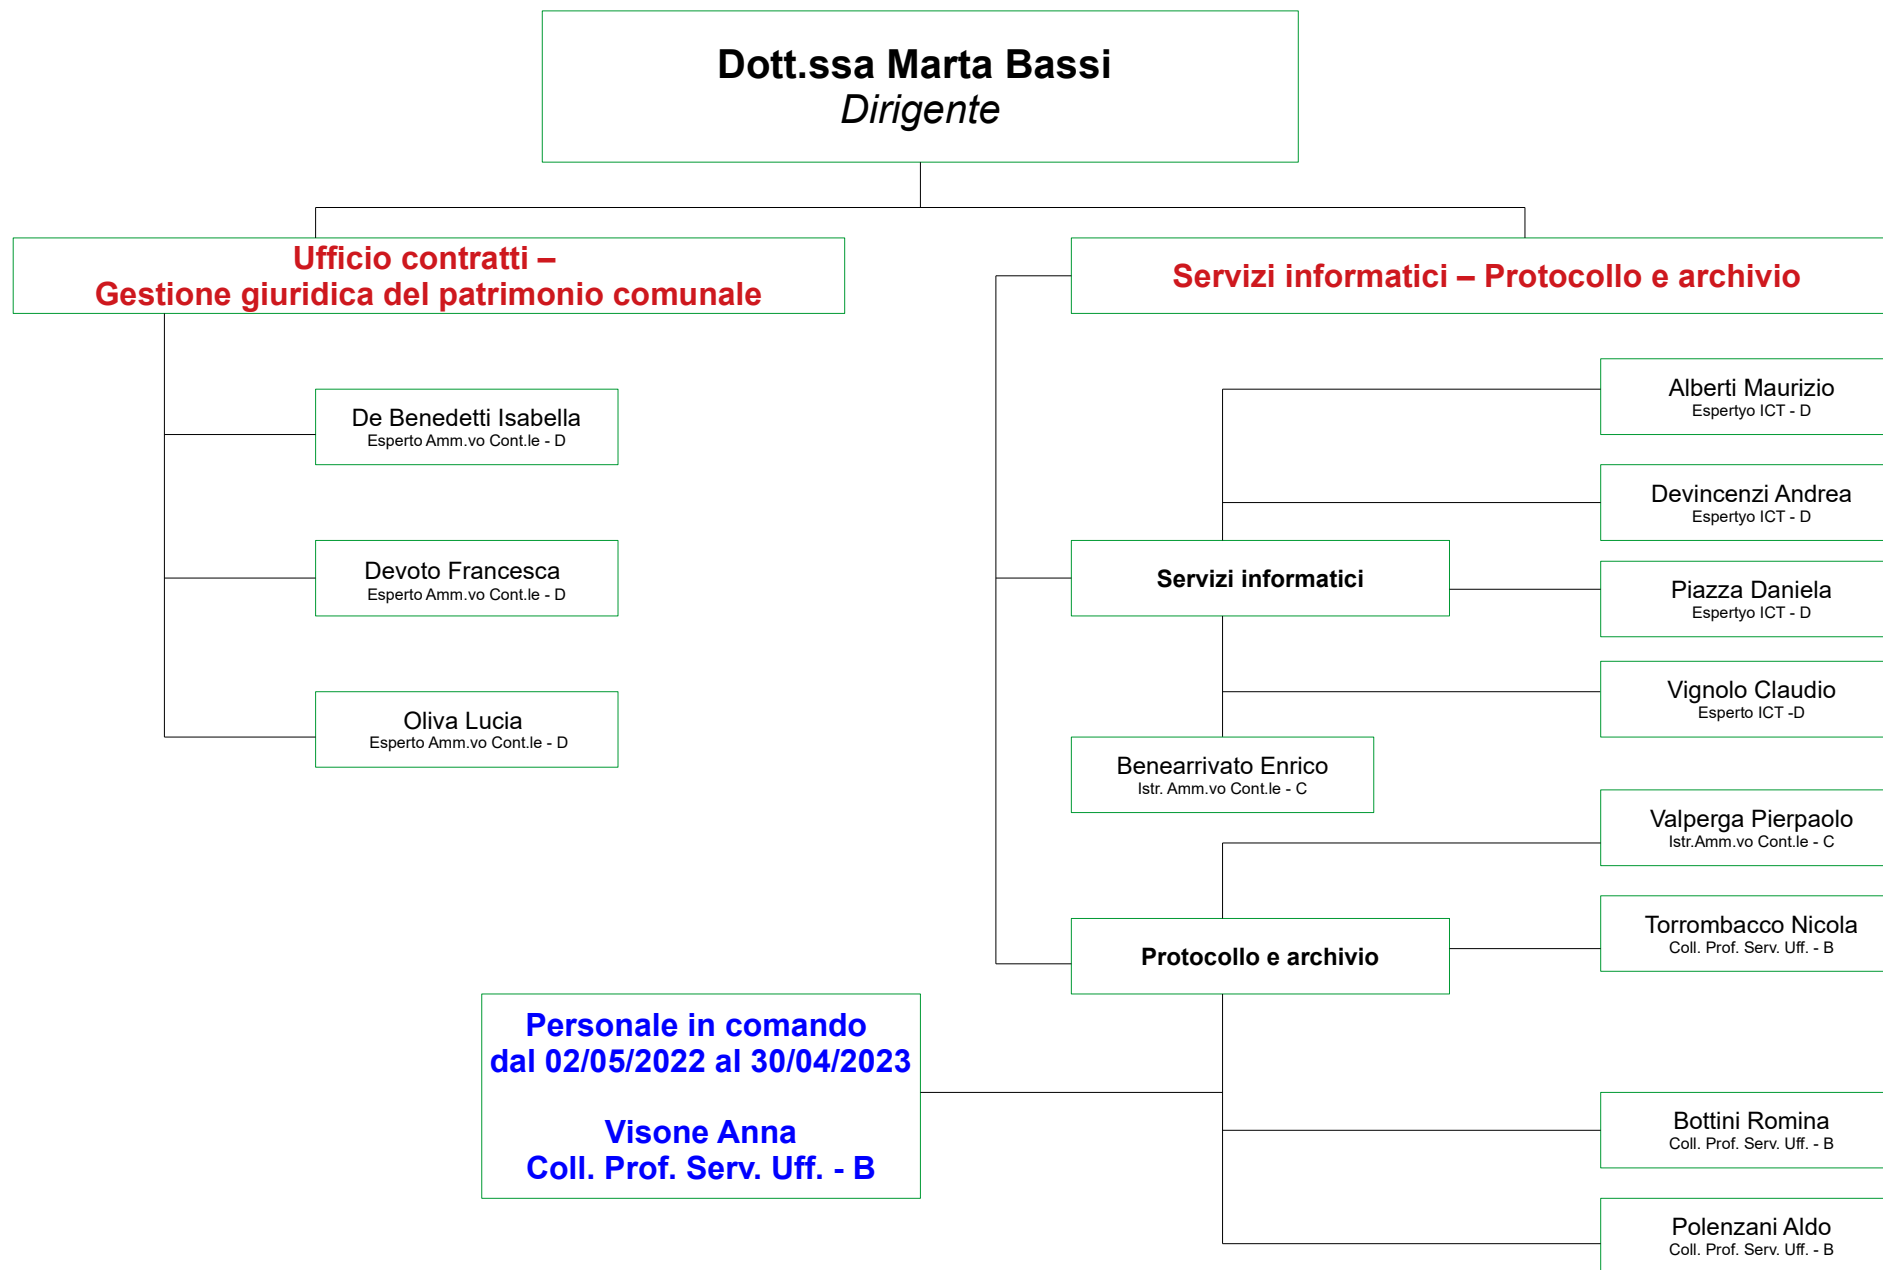 Dott.ssa Marta Bassi
Dirigente
Ufficio contratti –
Gestione giuridica del patrimonio comunale
Servizi informatici – Protocollo e archivio
De Benedetti Isabella
Esperto Amm.vo Cont.le - D
Devoto Francesca
Esperto Amm.vo Cont.le - D
Oliva Lucia
Esperto Amm.vo Cont.le - D
Servizi informatici
Alberti Maurizio
Espertyo ICT - D
Devincenzi Andrea
Espertyo ICT - D
Piazza Daniela
Espertyo ICT - D
Vignolo Claudio
Esperto ICT -D
Benearrivato Enrico
Istr. Amm.vo Cont.le - C
Protocollo e archivio
Valperga Pierpaolo
Istr.Amm.vo Cont.le - C
Torrombacco Nicola
Coll. Prof. Serv. Uff. - B
Personale in comando
dal 02/05/2022 al 30/04/2023
Visone Anna
Coll. Prof. Serv. Uff. - B
Bottini Romina
Coll. Prof. Serv. Uff. - B
Polenzani Aldo
Coll. Prof. Serv. Uff. - B